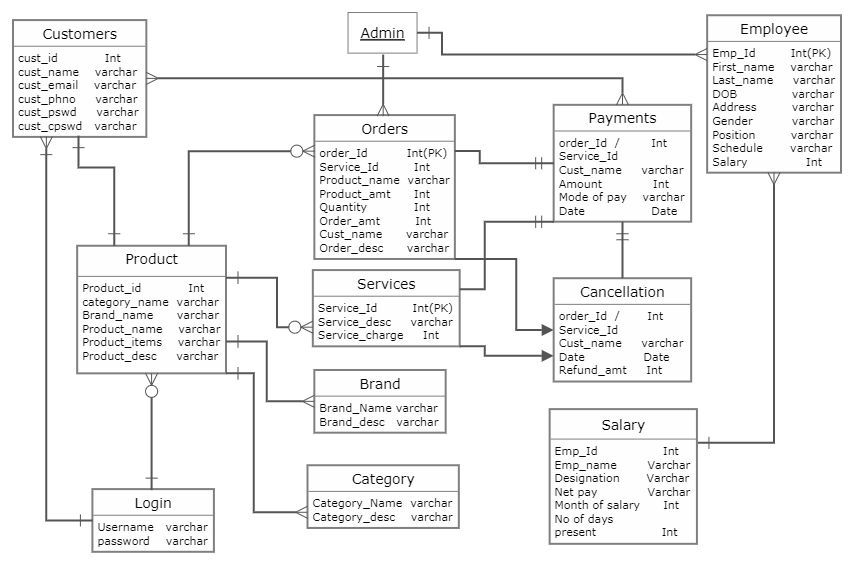 Customers
cust_id Int
cust_name varchar
cust_email varchar
cust_phno varchar
cust_pswd varchar
cust_cpswd varchar
Admin
Employee
Emp_Id Int(PK)
First_name varchar
Last_name varchar
DOB varchar
Address varchar
Gender varchar
Position varchar
Schedule varchar
Salary Int
Orders
order_Id Int(PK)
Service_Id Int
Product_name varchar
Product_amt Int
Quantity Int
Order_amt Int
Cust_name varchar
Order_desc varchar
Payments
order_Id / Int
Service_Id
Cust_name varchar
Amount Int
Mode of pay varchar
Date Date
Product
Product_id Int
category_name varchar
Brand_name varchar
Product_name varchar
Product_items varchar
Product_desc varchar
Services
Service_Id Int(PK)
Service_desc varchar
Service_charge Int
Cancellation
order_Id / Int
Service_Id
Cust_name varchar
Date Date
Refund_amt Int
Brand
Brand_Name varchar
Brand_desc varchar
Salary
Emp_Id Int
Emp_name Varchar
Designation Varchar
Net pay Varchar
Month of salary Int
No of days
present Int
Category
Category_Name varchar
Category_desc varchar
Login
Username varchar
password varchar